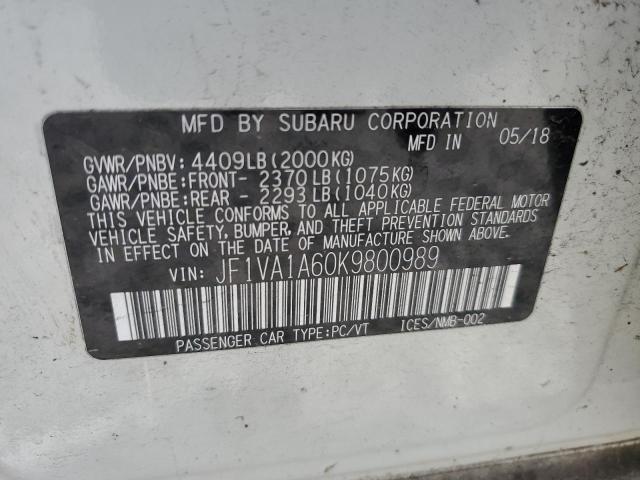 MFD BY SUBARU CORPORATION
MFD IN 05/18
GVWR/PNBV: 4409LB(2000KG)
GAWR/PNBE:FRONT- 2370LB(1075KG)
GAWR/PNBE:REAR - 2293LB(1040KG)
THIS VEHICLE CONFORMS TO ALL APPLICABLE FEDERAL MOTOR
VEHICLE SAFETY, BUMPER, AND THEFT PREVENTION STANDARDS
IN EFFECT ON THE DATE OF MANUFACTURE SHOWN ABOVE.
VIN: JF1VA1A60K9800989
PASSENGER CAR TYPE:PC/VT ICES/NMB-002